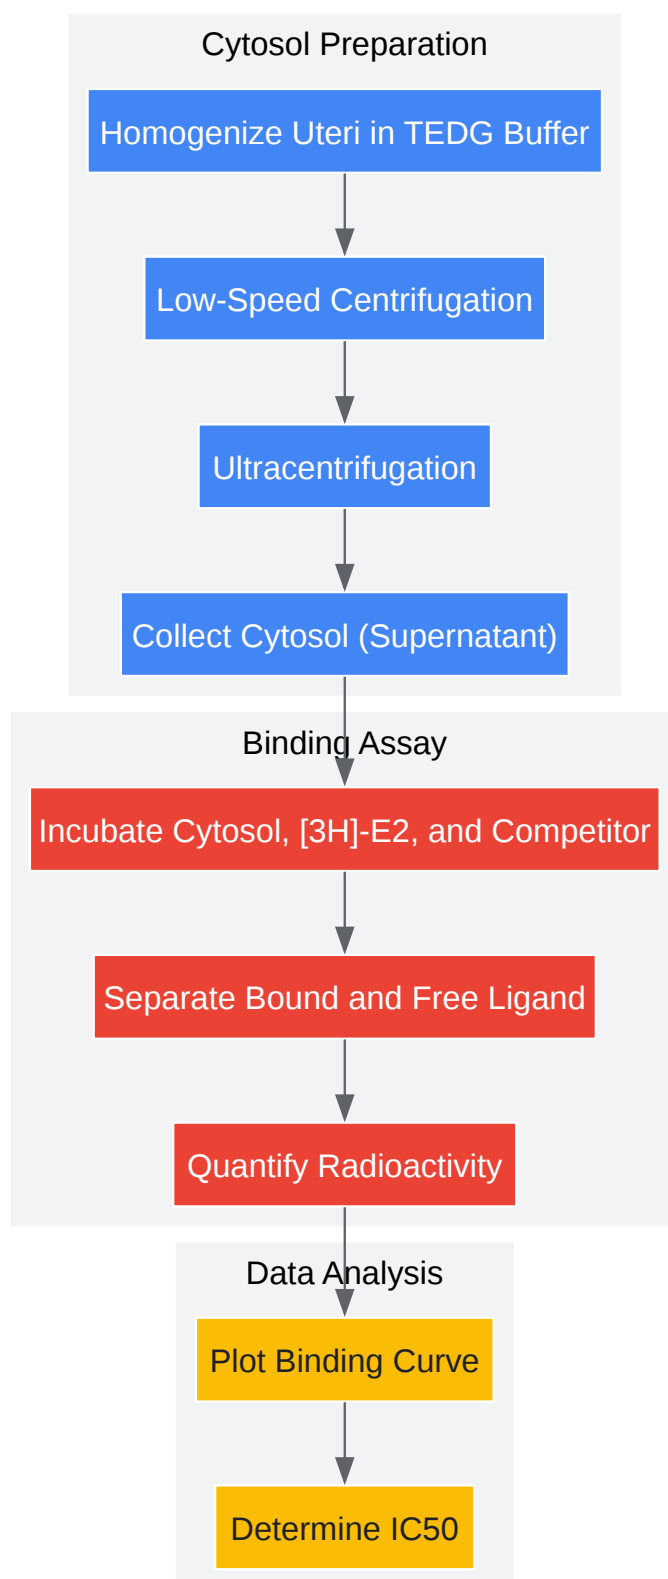 Cytosol Preparation
Homogenize Uteri in TEDG Buffer
Low-Speed Centrifugation
Ultracentrifugation
Collect Cytosol (Supernatant)
Binding Assay
Incubate Cytosol, [3H]-E2, and Competitor
Separate Bound and Free Ligand
Quantify Radioactivity
Data Analysis
Plot Binding Curve
Determine IC50